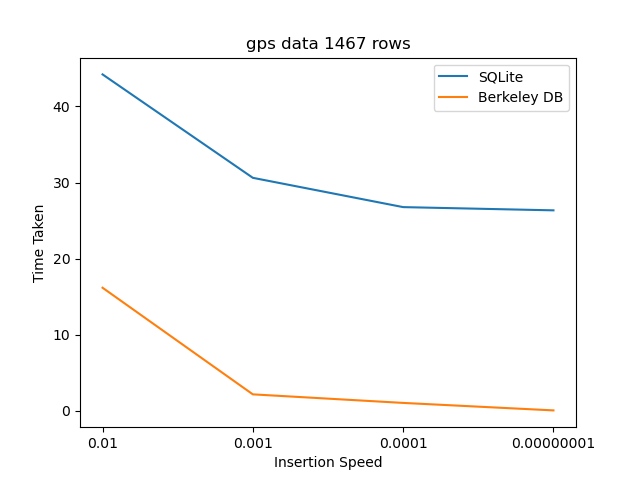 gps data 1467 rows
SQLite
Berkeley DB
Time Taken
40
30
20
10
0
0.01
0.001
0.0001
0.00000001
Insertion Speed